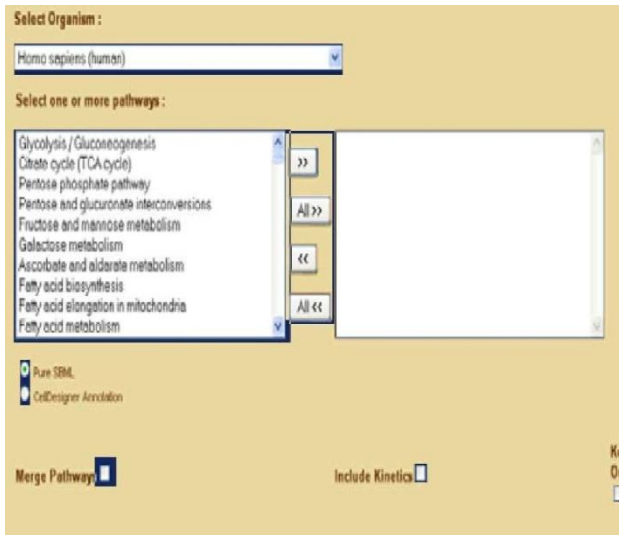 Select Organism :
Homo sapiens (human)
Select one or more pathways :
Glycolysis / Gluconeogenesis
Citrate cycle (TCA cycle)
Pentose phosphate pathway
Pentose and glucuronate interconversions
Fructose and mannose metabolism
Galactose metabolism
Ascorbate and aldarate metabolism
Fatty acid biosynthesis
Fatty acid elongation in mitochondria
Fatty acid metabolism
>>
All >>
<<
All <<
Pure SBML
CellDesigner Annotation
Merge Pathways
Include Kinetics